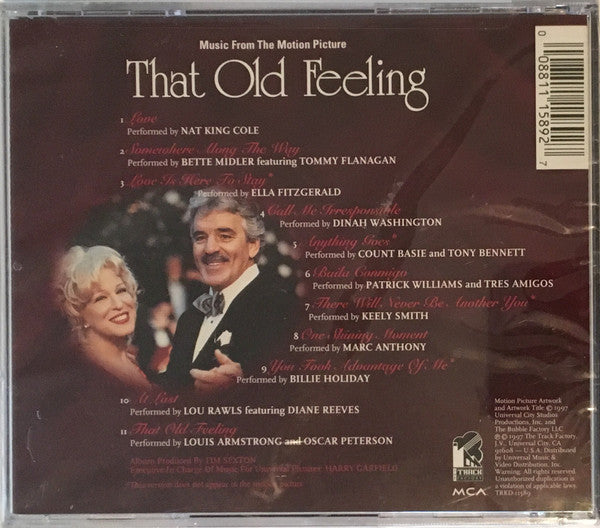 Music From The Motion Picture
That Old Feeling
0 08811 15892 7
1 Love
Performed by NAT KING COLE
2 Somewhere Along The Way
Performed by BETTE MIDLER featuring TOMMY FLANAGAN
3 Love Is Here To Stay*
Performed by ELLA FITZGERALD
4 Call Me Irresponsible
Performed by DINAH WASHINGTON
5 Anything Goes*
Performed by COUNT BASIE and TONY BENNETT
6 Baila Conmigo
Performed by PATRICK WILLIAMS and TRES AMIGOS
7 There Will Never Be Another You*
Performed by KEELY SMITH
8 One Shining Moment
Performed by MARC ANTHONY
9 You Took Advantage Of Me*
Performed by BILLIE HOLIDAY
10 At Last
Performed by LOU RAWLS featuring DIANE REEVES
11 That Old Feeling
Performed by LOUIS ARMSTRONG and OSCAR PETERSON
Album Produced By TIM SEXTON
Executive In Charge Of Music For Universal Pictures: HARRY GARFIELD
*This version does not appear in the motion picture
TRACK
FACTORY
MCA
Motion Picture Artwork
and Artwork Title © 1997
Universal City Studios
Productions, Inc. and
The Bubble Factory LLC
℗ © 1997 The Track Factory,
J.V., Universal City, CA
91608 – U.S.A. Distributed
by Universal Music &
Video Distribution, Inc.
Warning: All rights reserved.
Unauthorized duplication is
a violation of applicable laws.
TRKD-11589